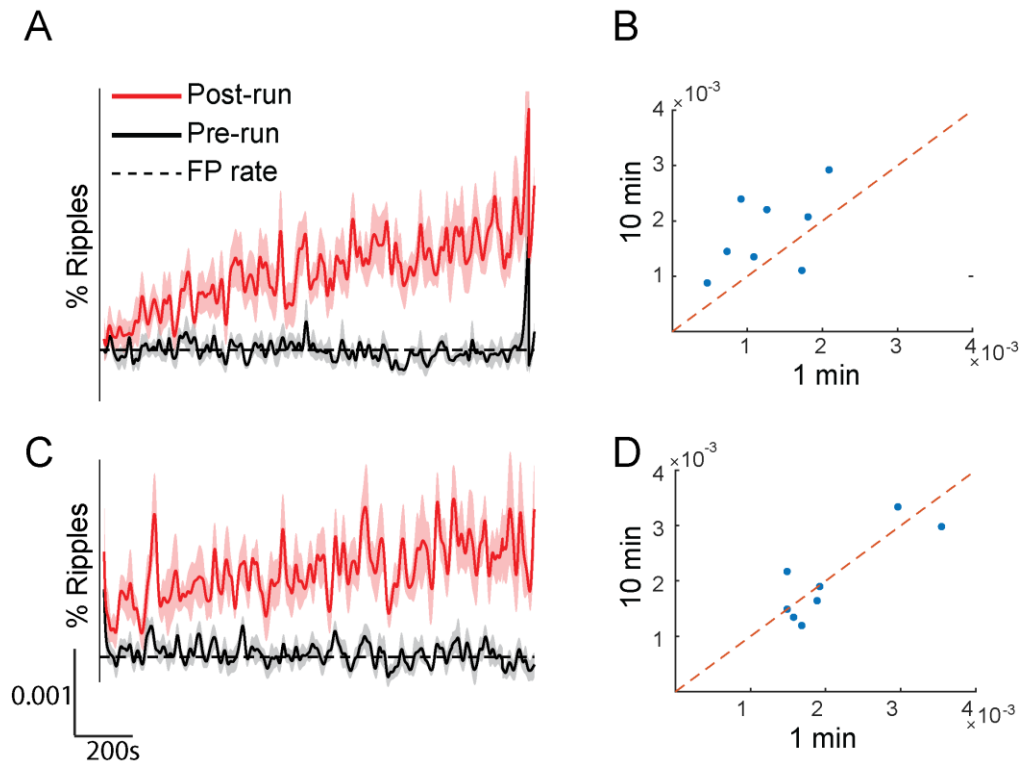 A
Post-run
Pre-run
FP rate
% Ripples
B
×10⁻³
4
3
2
1
10 min
1 2 3 4
×10⁻³
1 min
C
% Ripples
0.001
200s
D
×10⁻³
4
3
2
1
10 min
1 2 3 4
×10⁻³
1 min